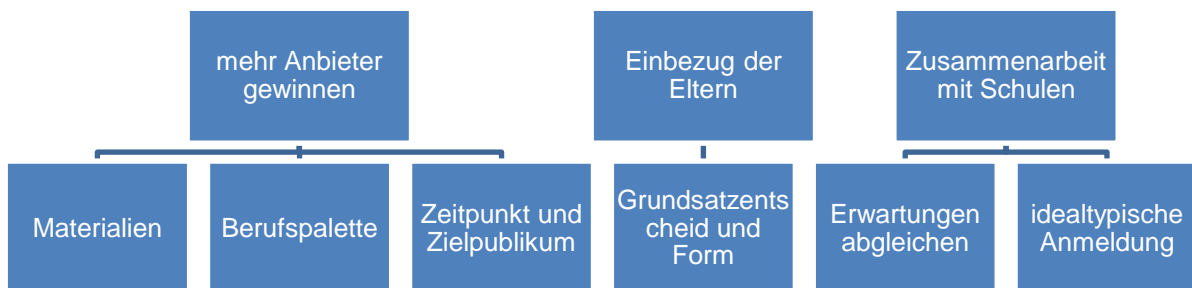 mehr Anbieter
gewinnen
Einbezug der
Eltern
Zusammenarbeit
mit Schulen
Materialien
Berufspalette
Zeitpunkt und
Zielpublikum
Grundsatzents
cheid und
Form
Erwartungen
abgleichen
idealtypische
Anmeldung